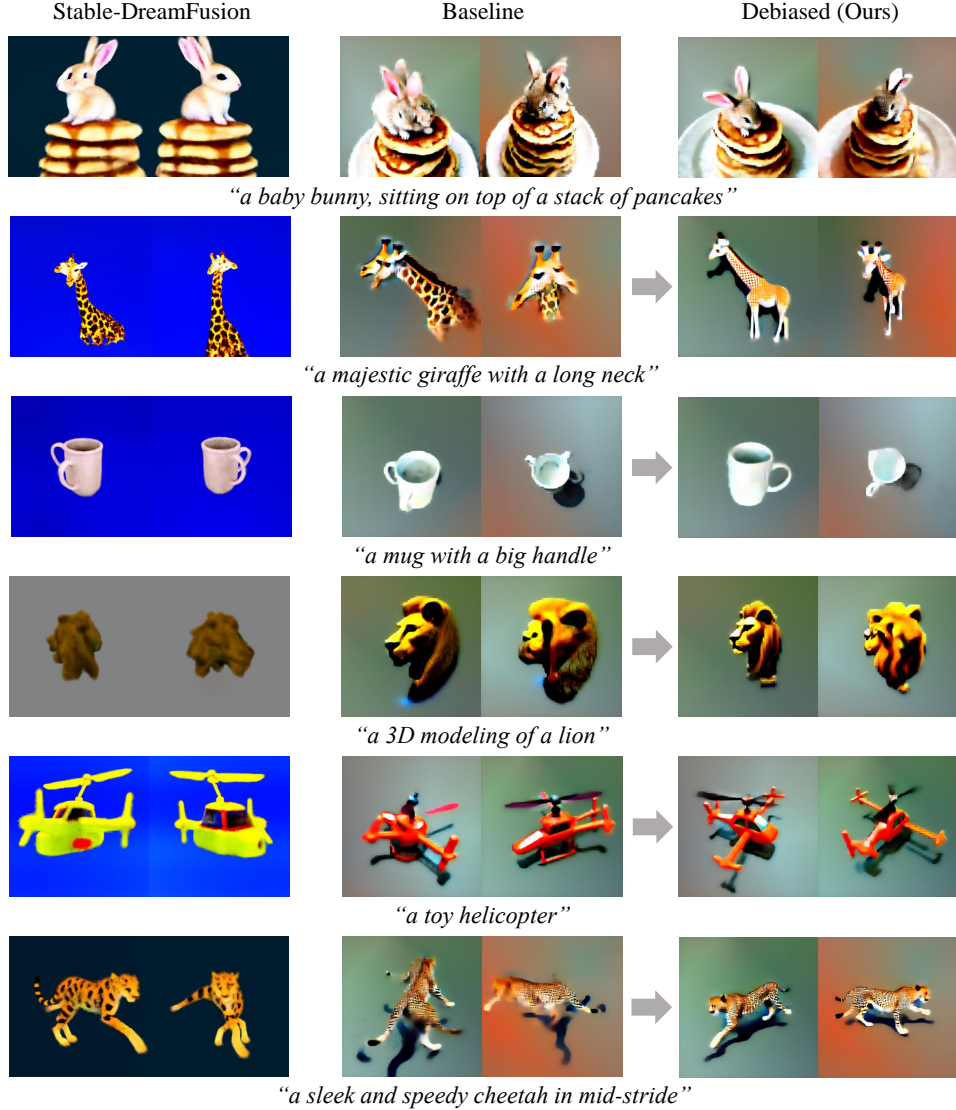 Stable-DreamFusion Baseline Debiased (Ours)
“a baby bunny, sitting on top of a stack of pancakes”
“a majestic giraffe with a long neck”
“a mug with a big handle”
“a 3D modeling of a lion”
“a toy helicopter”
“a sleek and speedy cheetah in mid-stride”